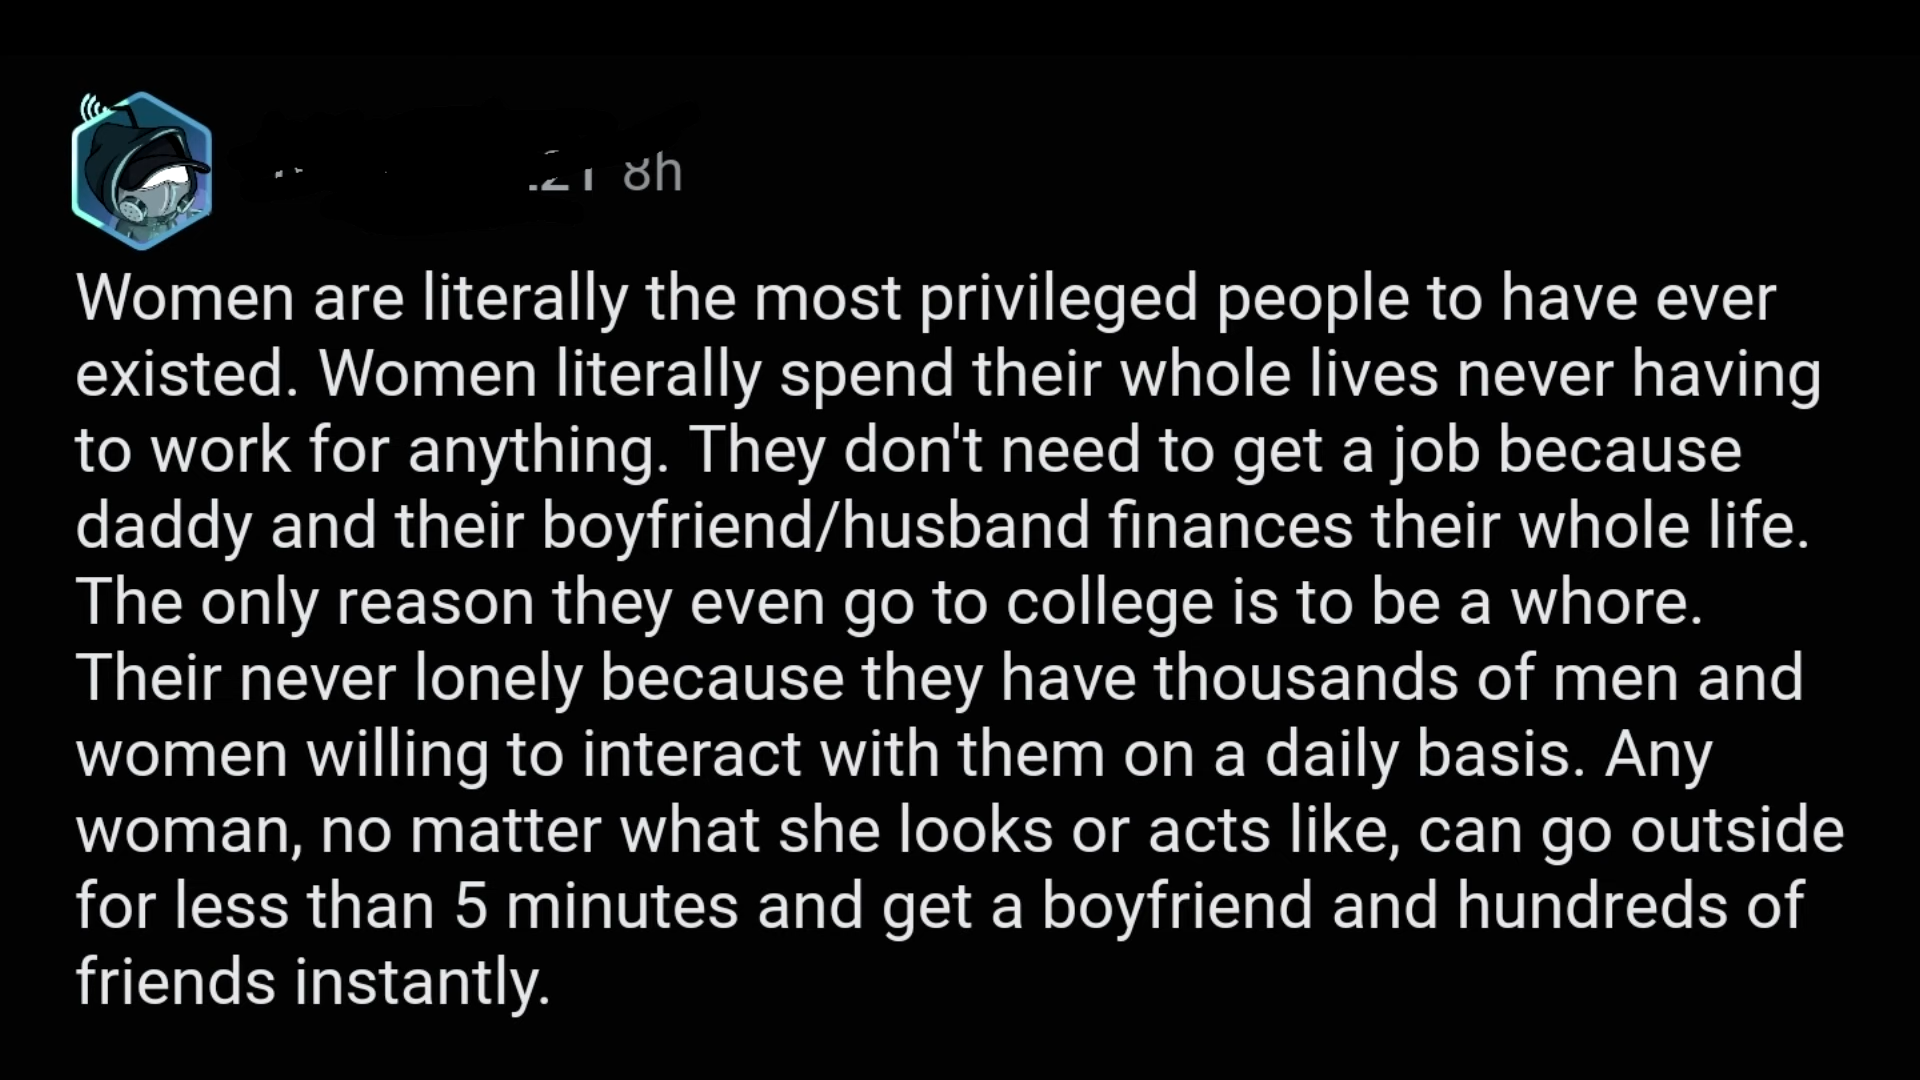 8h
Women are literally the most privileged people to have ever
existed. Women literally spend their whole lives never having
to work for anything. They don't need to get a job because
daddy and their boyfriend/husband finances their whole life.
The only reason they even go to college is to be a whore.
Their never lonely because they have thousands of men and
women willing to interact with them on a daily basis. Any
woman, no matter what she looks or acts like, can go outside
for less than 5 minutes and get a boyfriend and hundreds of
friends instantly.